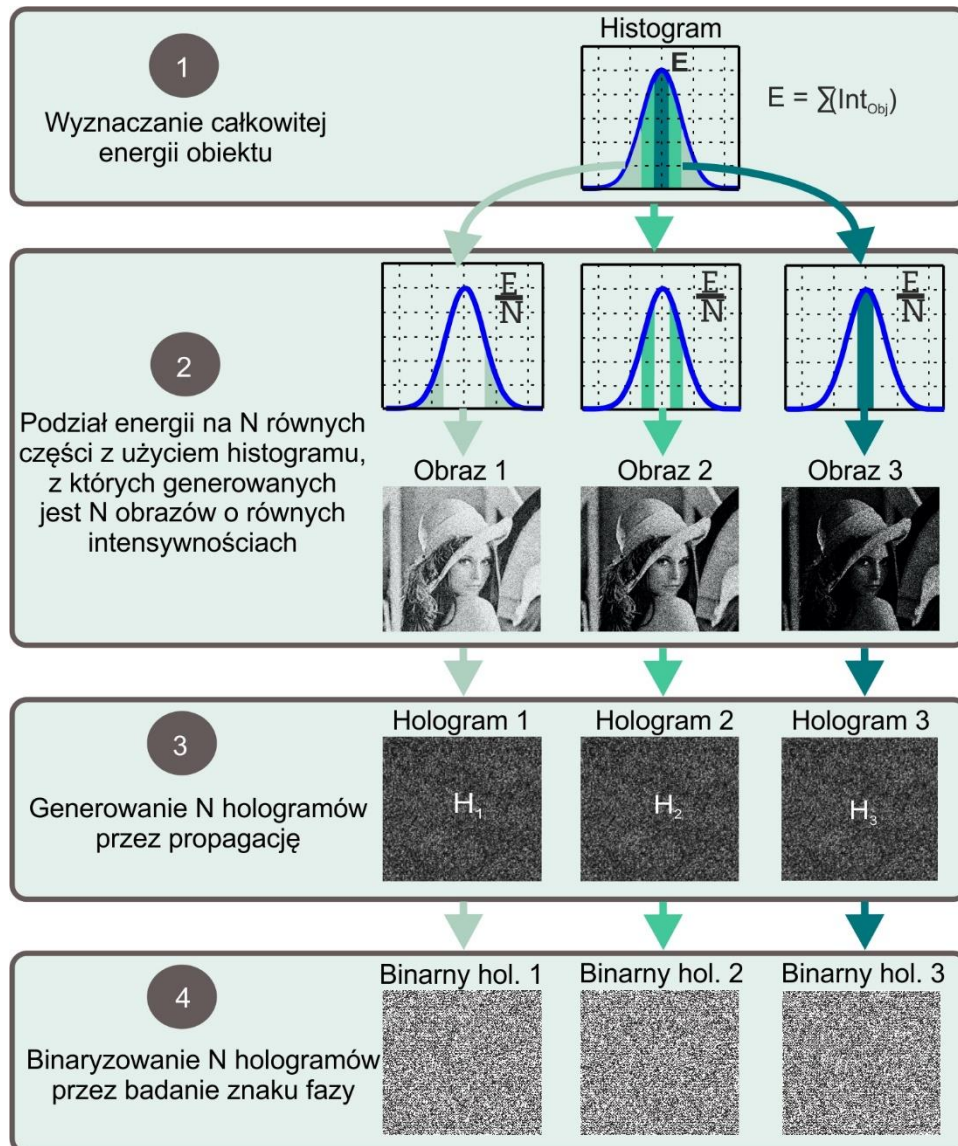 Histogram
1
E
E = ∑(Int_Obj)
Wyznaczanie całkowitej
energii obiektu
E/N
E/N
E/N
2
Podział energii na N równych
części z użyciem histogramu,
z których generowanych
jest N obrazów o równych
intensywnościach
Obraz 1
Obraz 2
Obraz 3
3
Generowanie N hologramów
przez propagację
Hologram 1
Hologram 2
Hologram 3
H₁
H₂
H₃
4
Binaryzowanie N hologramów
przez badanie znaku fazy
Binarny hol. 1
Binarny hol. 2
Binarny hol. 3